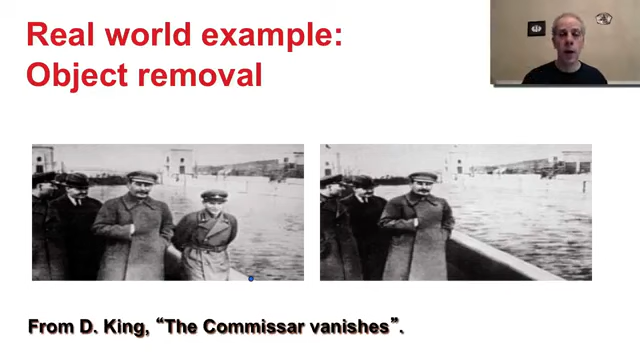 Real world example:
Object removal
From D. King, “The Commissar vanishes”.